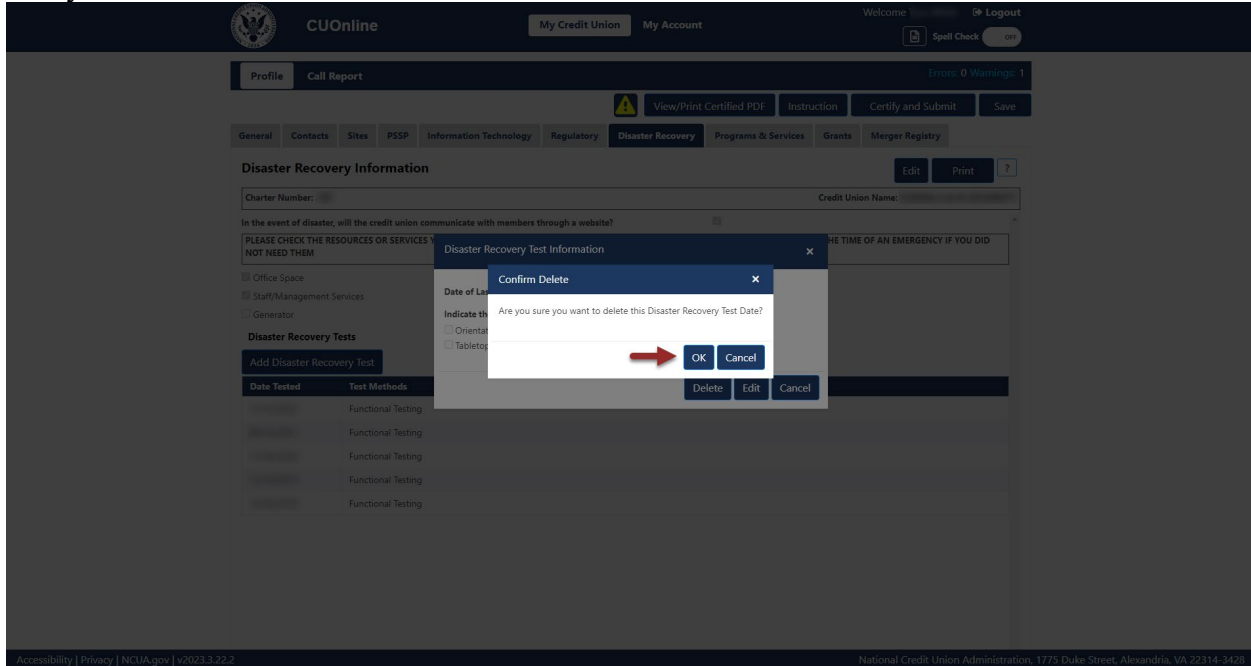 CUOnline
My Credit Union My Account
Welcome Logout
Spell Check OFF
Profile Call Report Errors: 0 Warnings: 1
View/Print Certified PDF Instruction Certify and Submit Save
General Contacts Sites PSSP Information Technology Regulatory Disaster Recovery Programs & Services Grants Merger Registry
Disaster Recovery Information Edit Print ?
Charter Number: Credit Union Name:
In the event of disaster, will the credit union communicate with members through a website?
PLEASE CHECK THE RESOURCES OR SERVICES HE TIME OF AN EMERGENCY IF YOU DID
NOT NEED THEM
Disaster Recovery Test Information ×
Office Space
Confirm Delete ×
Staff/Management Services
Date of Las
Are you sure you want to delete this Disaster Recovery Test Date?
Generator
Indicate th
Orientat
Disaster Recovery Tests
Tabletop
OK Cancel
Add Disaster Recovery Test
Delete Edit Cancel
Date Tested Test Methods
Functional Testing
Functional Testing
Functional Testing
Functional Testing
Functional Testing
Accessibility | Privacy | NCUA.gov | v2023.3.22.2 National Credit Union Administration, 1775 Duke Street, Alexandria, VA 22314-3428